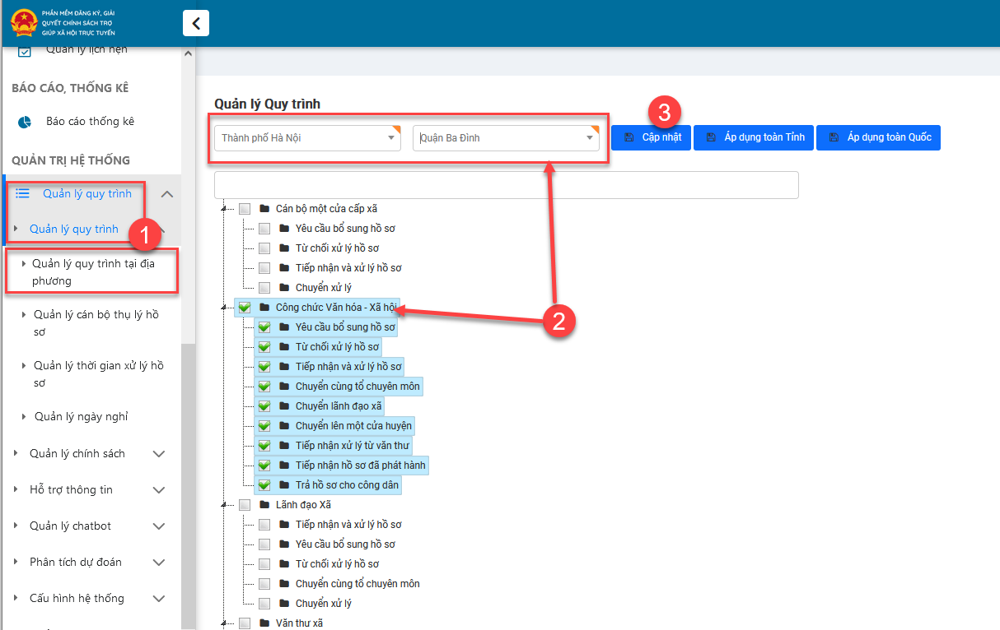 PHẦN MỀM ĐĂNG KÝ, GIẢI
QUYẾT CHÍNH SÁCH TRỢ
GIÚP XÃ HỘI TRỰC TUYẾN
Quản lý lịch hẹn
BÁO CÁO, THỐNG KÊ
Báo cáo thống kê
QUẢN TRỊ HỆ THỐNG
Quản lý quy trình
Quản lý quy trình
1
Quản lý quy trình tại địa
phương
Quản lý cán bộ thụ lý hồ
sơ
Quản lý thời gian xử lý hồ
sơ
Quản lý ngày nghỉ
Quản lý chính sách
Hỗ trợ thông tin
Quản lý chatbot
Phân tích dự đoán
Cấu hình hệ thống
Quản lý Quy trình
3
Thành phố Hà Nội
Quận Ba Đình
Cập nhật
Áp dụng toàn Tỉnh
Áp dụng toàn Quốc
Cán bộ một cửa cấp xã
Yêu cầu bổ sung hồ sơ
Từ chối xử lý hồ sơ
Tiếp nhận và xử lý hồ sơ
Chuyển xử lý
Công chức Văn hóa - Xã hội
2
Yêu cầu bổ sung hồ sơ
Từ chối xử lý hồ sơ
Tiếp nhận và xử lý hồ sơ
Chuyển cùng tổ chuyên môn
Chuyển lãnh đạo xã
Chuyển lên một cửa huyện
Tiếp nhận xử lý từ văn thư
Tiếp nhận hồ sơ đã phát hành
Trả hồ sơ cho công dân
Lãnh đạo Xã
Tiếp nhận và xử lý hồ sơ
Yêu cầu bổ sung hồ sơ
Từ chối xử lý hồ sơ
Chuyển cùng tổ chuyên môn
Chuyển xử lý
Văn thư xã